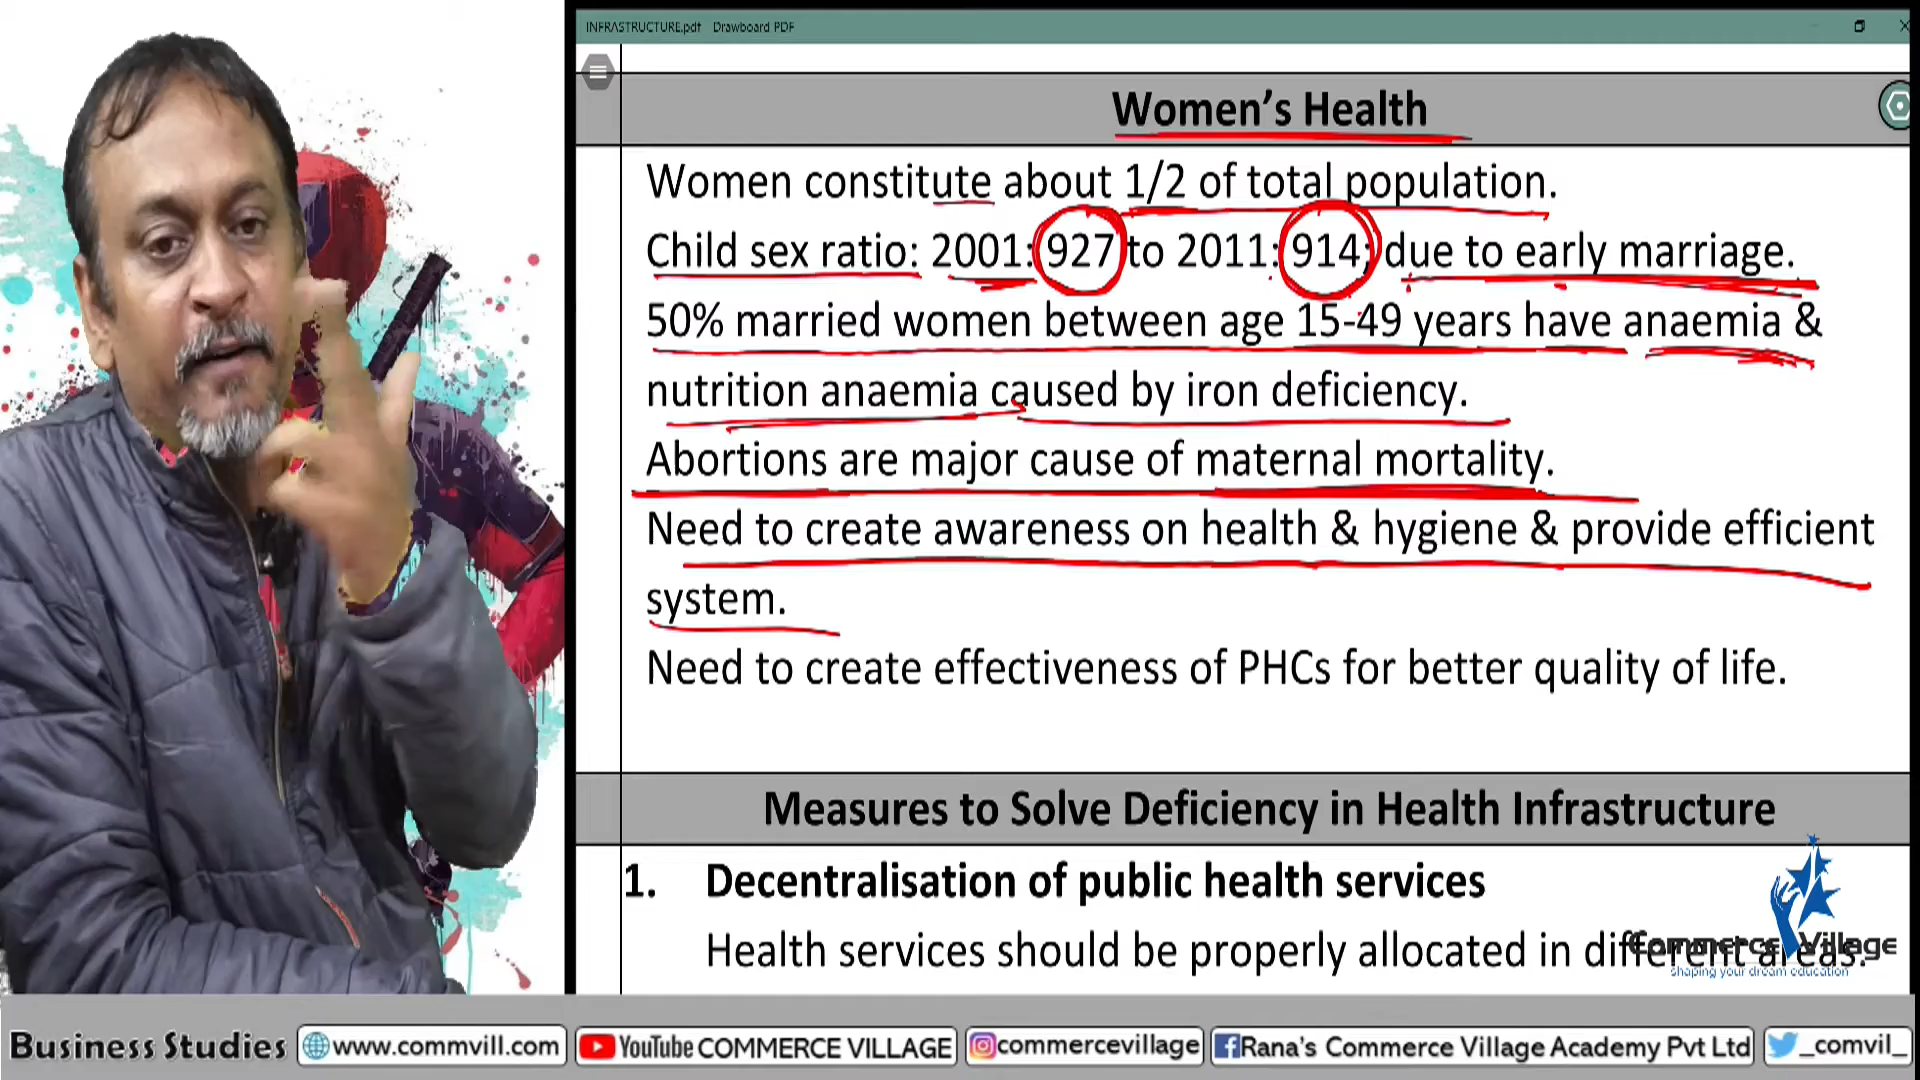 INFRASTRUCTURE.pdf Drawboard PDF
Women's Health
Women constitute about 1/2 of total population.
Child sex ratio: 2001: 927 to 2011: 914; due to early marriage.
50% married women between age 15-49 years have anaemia &
nutrition anaemia caused by iron deficiency.
Abortions are major cause of maternal mortality.
Need to create awareness on health & hygiene & provide efficient
system.
Need to create effectiveness of PHCs for better quality of life.
Measures to Solve Deficiency in Health Infrastructure
1. Decentralisation of public health services
Health services should be properly allocated in different areas.
Commerce Village
shaping your dream education
Business Studies www.commvill.com YouTube COMMERCE VILLAGE commercevillage Rana's Commerce Village Academy Pvt Ltd _comvil_